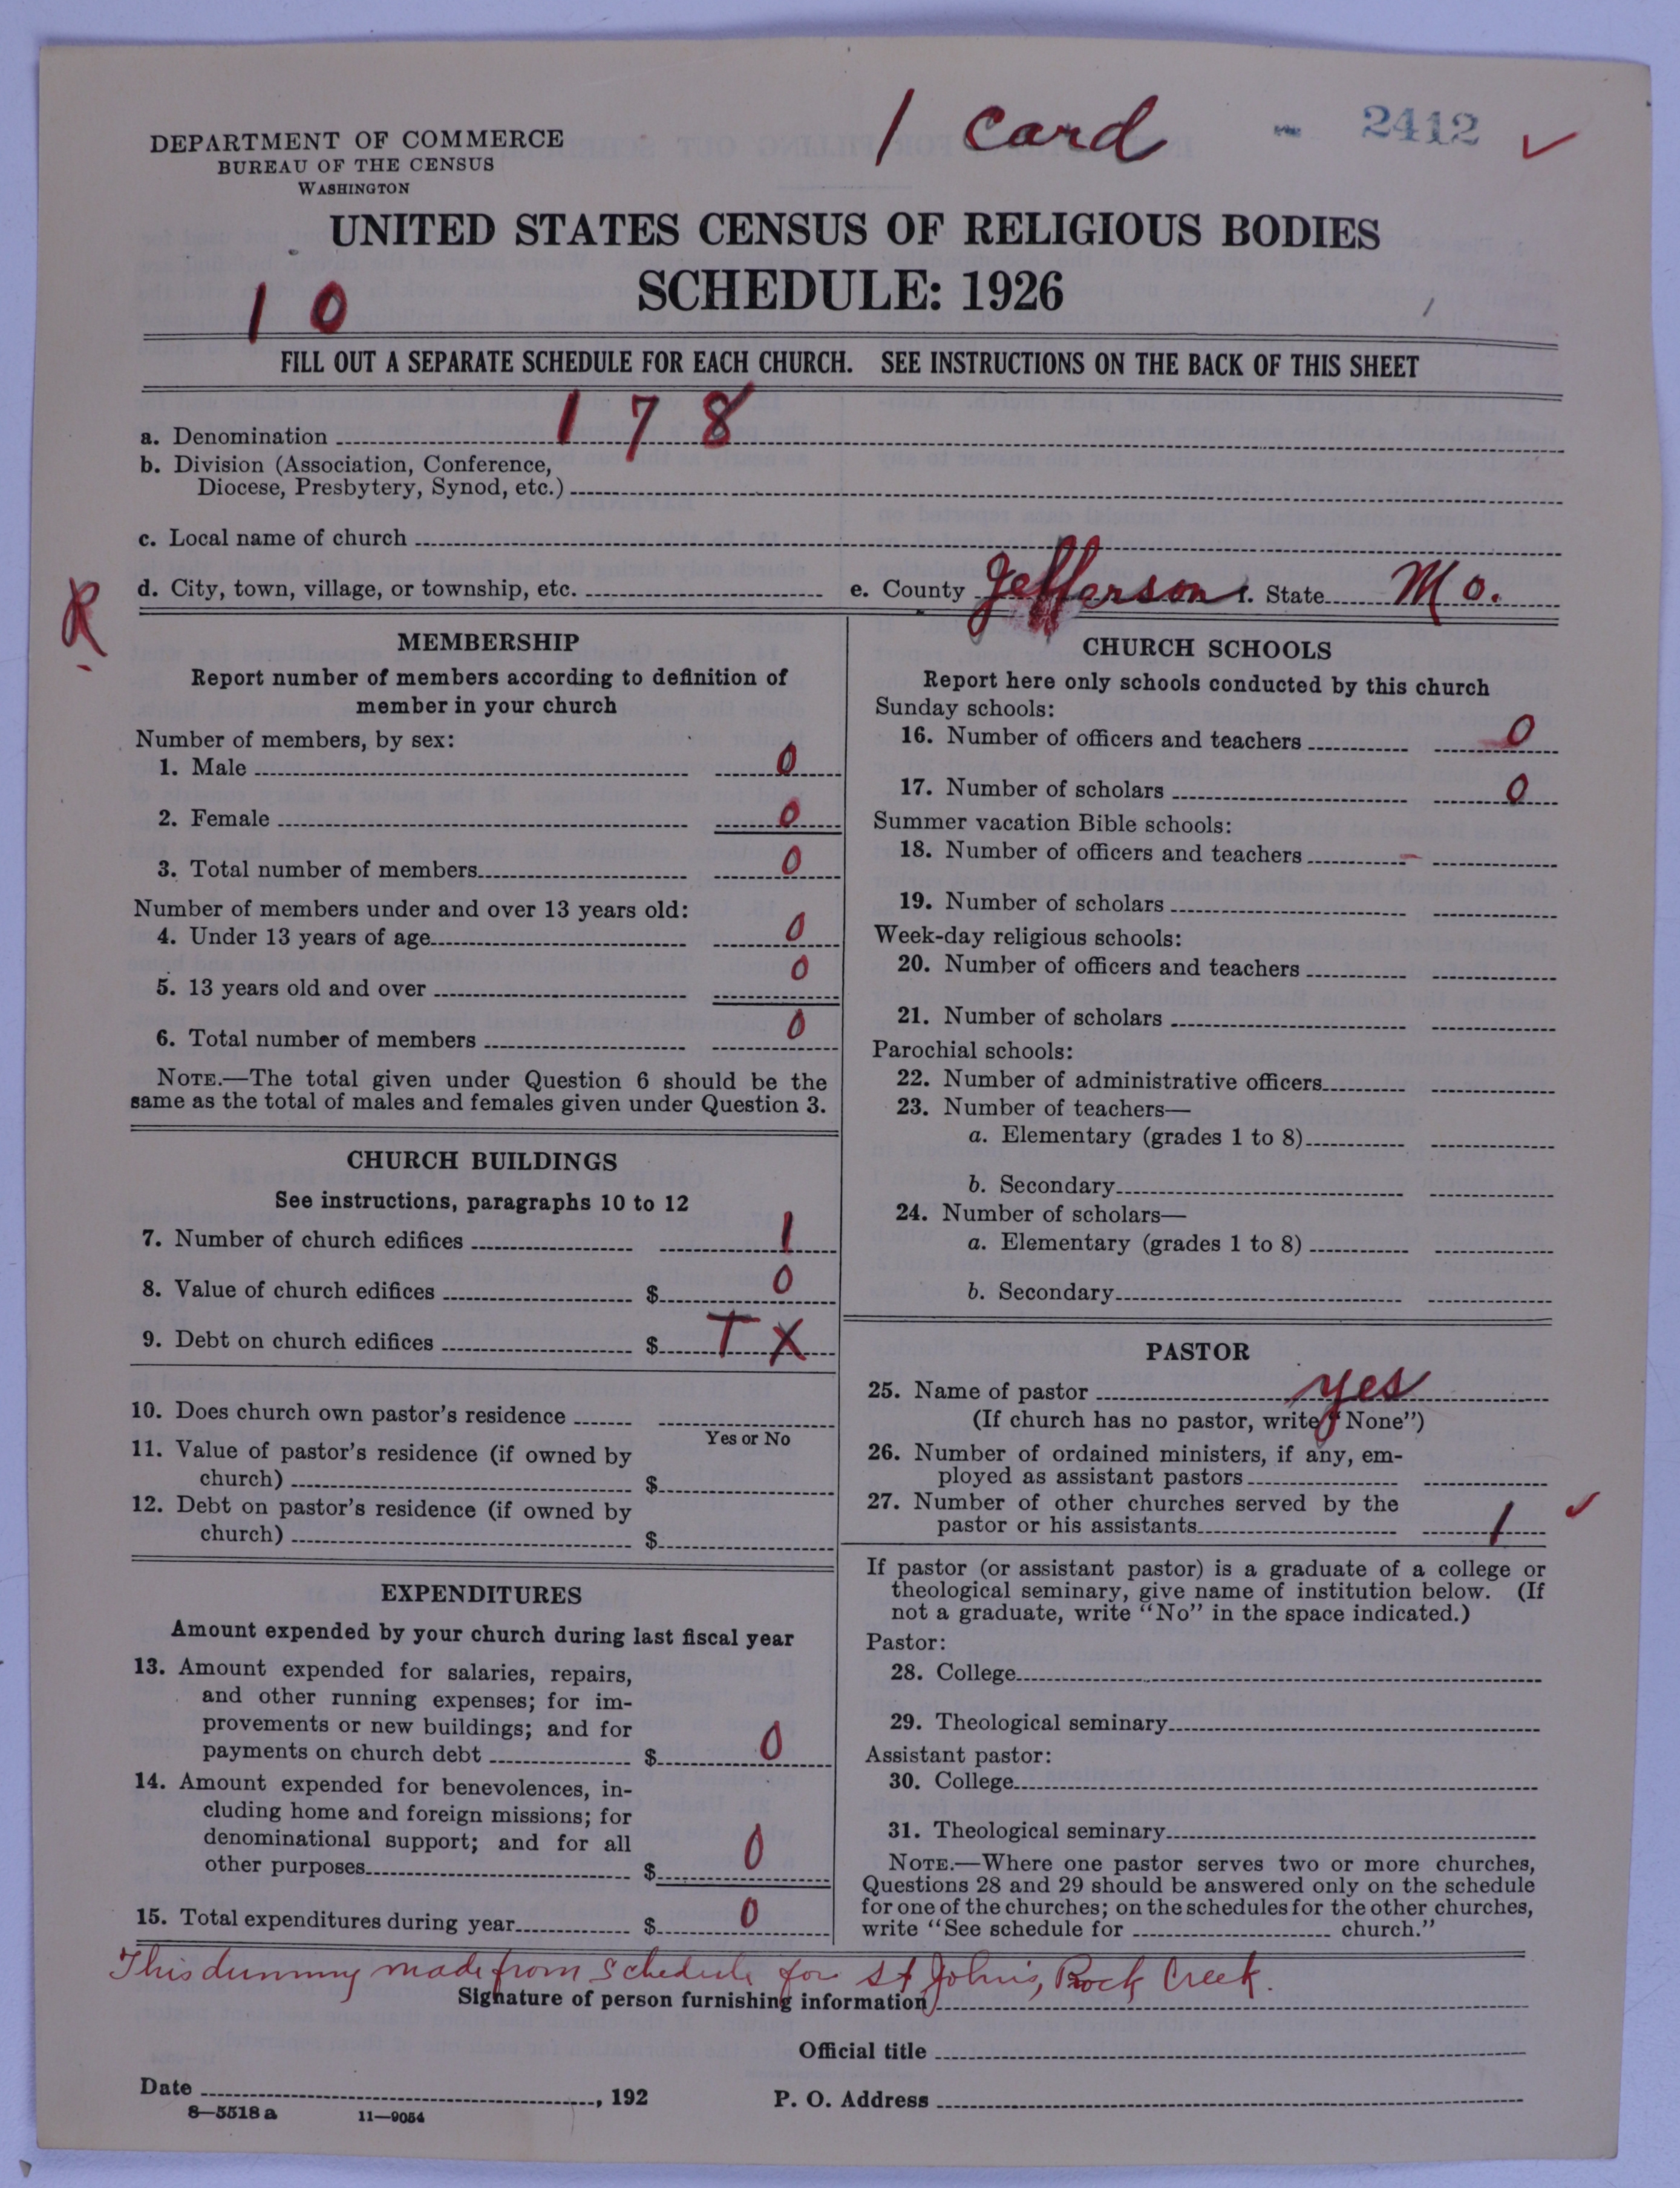 1 card
2412 ✓
DEPARTMENT OF COMMERCE
BUREAU OF THE CENSUS
WASHINGTON
UNITED STATES CENSUS OF RELIGIOUS BODIES
SCHEDULE: 1926
1 0
FILL OUT A SEPARATE SCHEDULE FOR EACH CHURCH. SEE INSTRUCTIONS ON THE BACK OF THIS SHEET
a. Denomination 1 7 8
b. Division (Association, Conference,
Diocese, Presbytery, Synod, etc.)
c. Local name of church
R
d. City, town, village, or township, etc. e. County Jefferson f. State Mo.
MEMBERSHIP
Report number of members according to definition of
member in your church
Number of members, by sex:
1. Male 0
2. Female 0
3. Total number of members 0
Number of members under and over 13 years old:
4. Under 13 years of age 0
5. 13 years old and over 0
6. Total number of members 0
NOTE.—The total given under Question 6 should be the
same as the total of males and females given under Question 3.
CHURCH BUILDINGS
See instructions, paragraphs 10 to 12
7. Number of church edifices 1
8. Value of church edifices $ 0
9. Debt on church edifices $ T X
10. Does church own pastor's residence
Yes or No
11. Value of pastor's residence (if owned by
church) $
12. Debt on pastor's residence (if owned by
church) $
EXPENDITURES
Amount expended by your church during last fiscal year
13. Amount expended for salaries, repairs,
and other running expenses; for im-
provements or new buildings; and for
payments on church debt $ 0
14. Amount expended for benevolences, in-
cluding home and foreign missions; for
denominational support; and for all
other purposes $ 0
15. Total expenditures during year $ 0
CHURCH SCHOOLS
Report here only schools conducted by this church
Sunday schools:
16. Number of officers and teachers 0
17. Number of scholars 0
Summer vacation Bible schools:
18. Number of officers and teachers
19. Number of scholars
Week-day religious schools:
20. Number of officers and teachers
21. Number of scholars
Parochial schools:
22. Number of administrative officers
23. Number of teachers—
a. Elementary (grades 1 to 8)
b. Secondary
24. Number of scholars—
a. Elementary (grades 1 to 8)
b. Secondary
PASTOR
25. Name of pastor yes
(If church has no pastor, write "None")
26. Number of ordained ministers, if any, em-
ployed as assistant pastors
27. Number of other churches served by the
pastor or his assistants 1 ✓
If pastor (or assistant pastor) is a graduate of a college or
theological seminary, give name of institution below. (If
not a graduate, write "No" in the space indicated.)
Pastor:
28. College
29. Theological seminary
Assistant pastor:
30. College
31. Theological seminary
NOTE.—Where one pastor serves two or more churches,
Questions 28 and 29 should be answered only on the schedule
for one of the churches; on the schedules for the other churches,
write "See schedule for church."
This dummy made from schedule for St John's, Rock Creek.
Signature of person furnishing information
Official title
Date , 192 P. O. Address
8—5518 a 11—9054